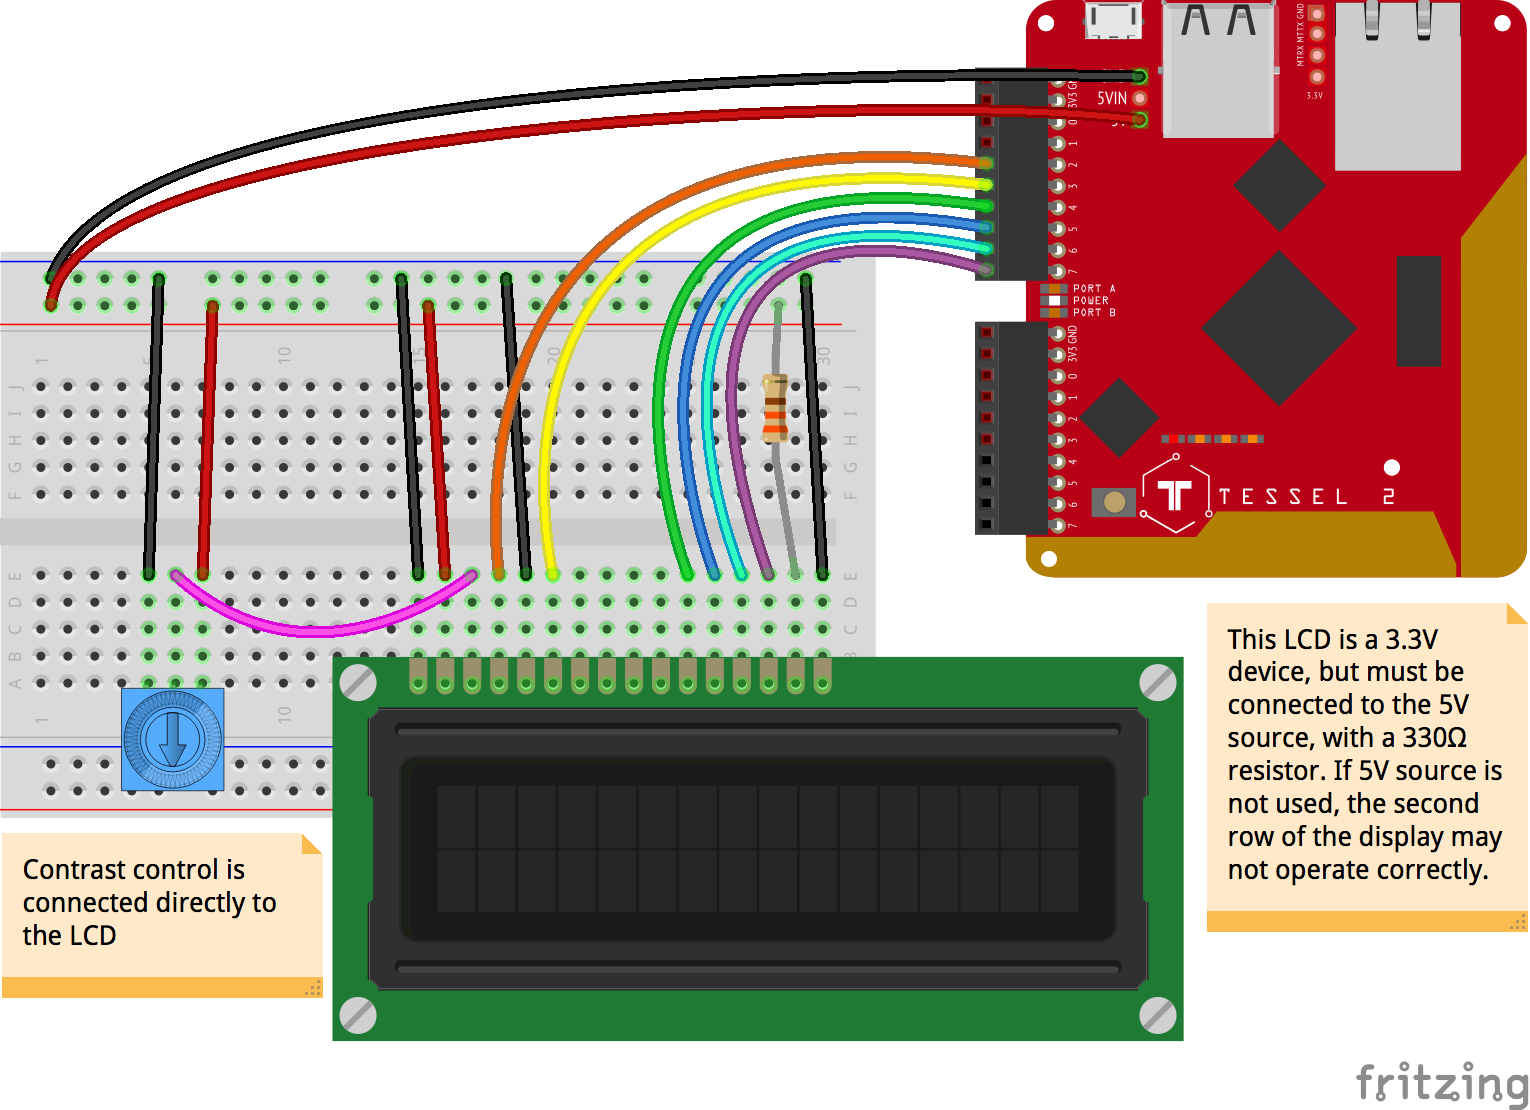 GND
MTTX
MTRX
3.3V
5VIN
3V3
0
1
2
3
4
5
6
7
PORT A
POWER
PORT B
GND
3V3
0
1
2
3
4
5
6
7
TESSEL 2
1
5
10
15
20
30
J
I
H
G
F
E
D
C
B
A
J
I
H
G
F
E
D
C
1
10
This LCD is a 3.3V
device, but must be
connected to the 5V
source, with a 330Ω
resistor. If 5V source is
not used, the second
row of the display may
not operate correctly.
Contrast control is
connected directly to
the LCD
fritzing